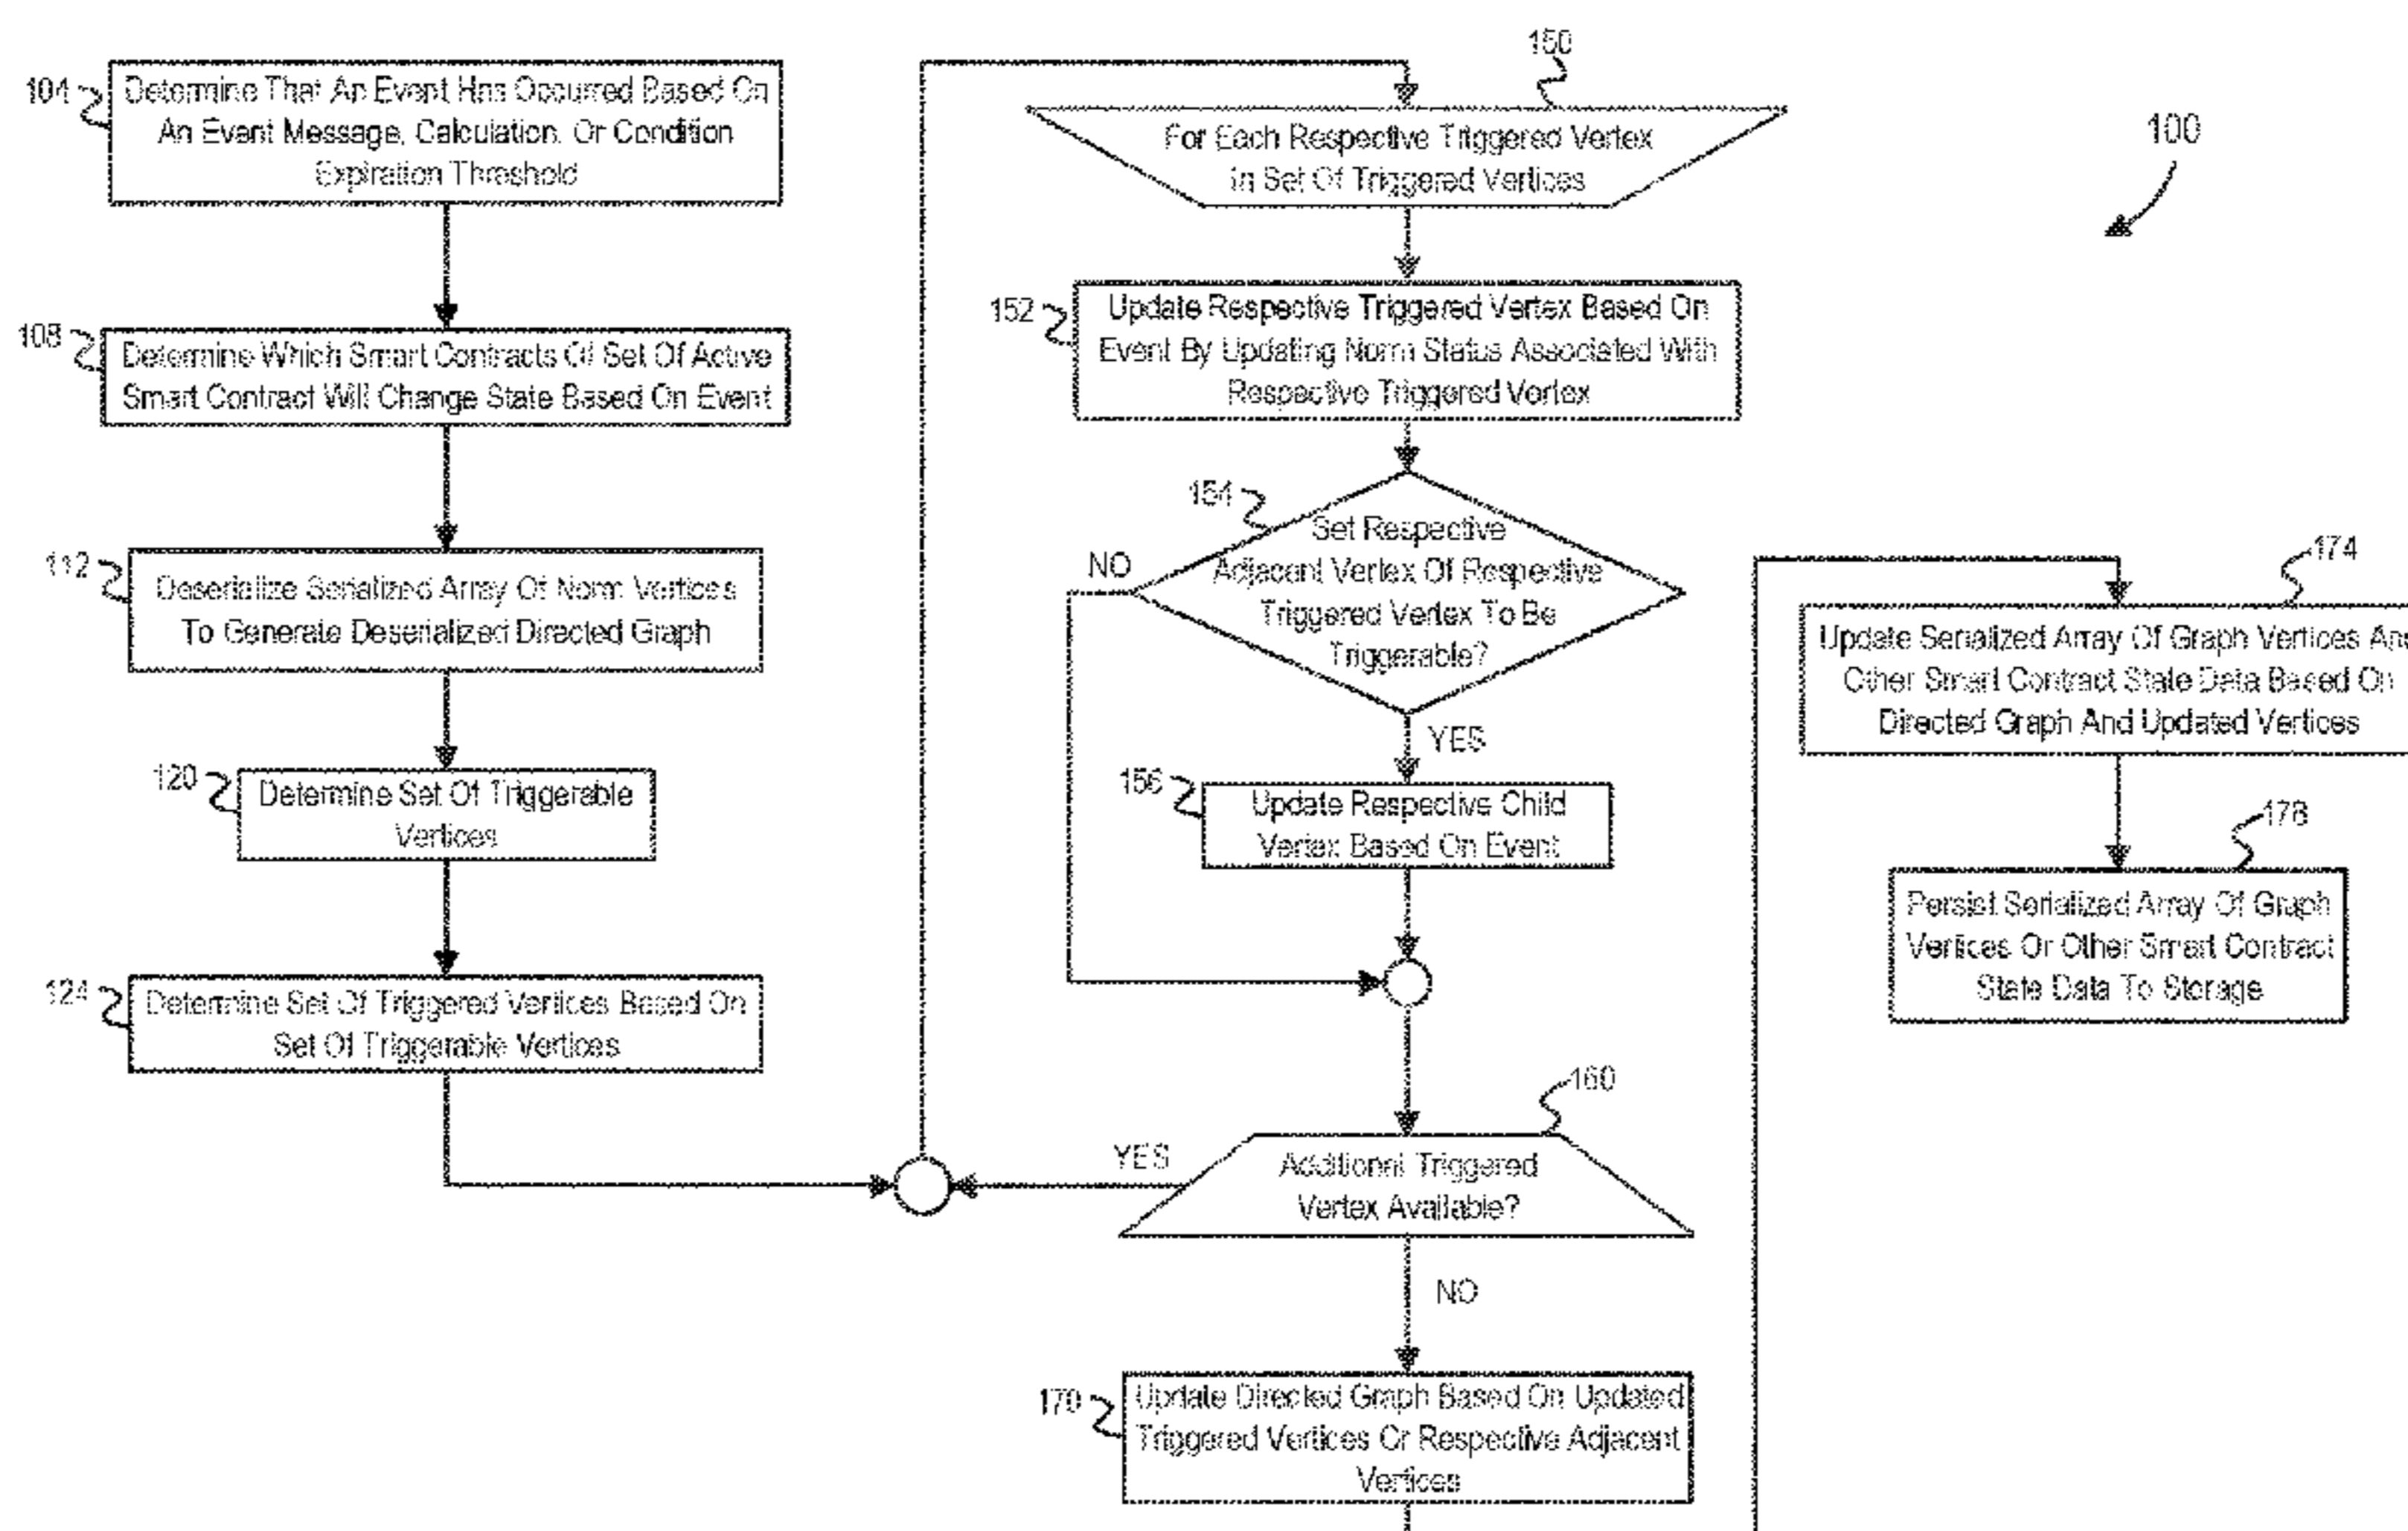 104
Determine That An Event Has Occurred Based On
An Event Message, Calculation, Or Condition
Expiration Threshold
108
Determine Which Smart Contracts Of Set Of Active
Smart Contract Will Change State Based On Event
112
Deserialize Serialized Array Of Norm Vertices
To Generate Deserialized Directed Graph
120
Determine Set Of Triggerable
Vertices
124
Determine Set Of Triggered Vertices Based On
Set Of Triggerable Vertices
150
For Each Respective Triggered Vertex
In Set Of Triggered Vertices
152
Update Respective Triggered Vertex Based On
Event By Updating Norm Status Associated With
Respective Triggered Vertex
154
Set Respective
Adjacent Vertex Of Respective
Triggered Vertex To Be
Triggerable?
NO
YES
156
Update Respective Child
Vertex Based On Event
160
Additional Triggered
Vertex Available?
YES
NO
170
Update Directed Graph Based On Updated
Triggered Vertices Or Respective Adjacent
Vertices
100
174
Update Serialized Array Of Graph Vertices An
Other Smart Contract State Data Based On
Directed Graph And Updated Vertices
178
Persist Serialized Array Of Graph
Vertices Or Other Smart Contract
State Data To Storage